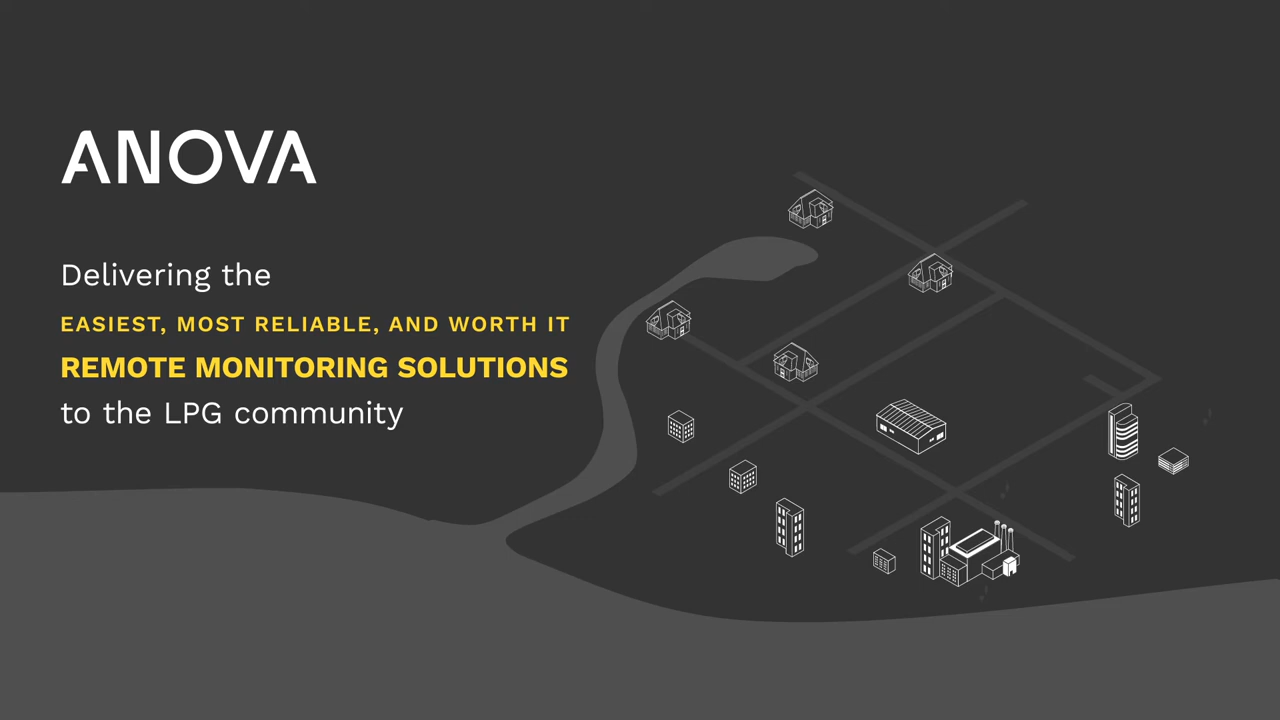 ANOVA
Delivering the
EASIEST, MOST RELIABLE, AND WORTH IT
REMOTE MONITORING SOLUTIONS
to the LPG community